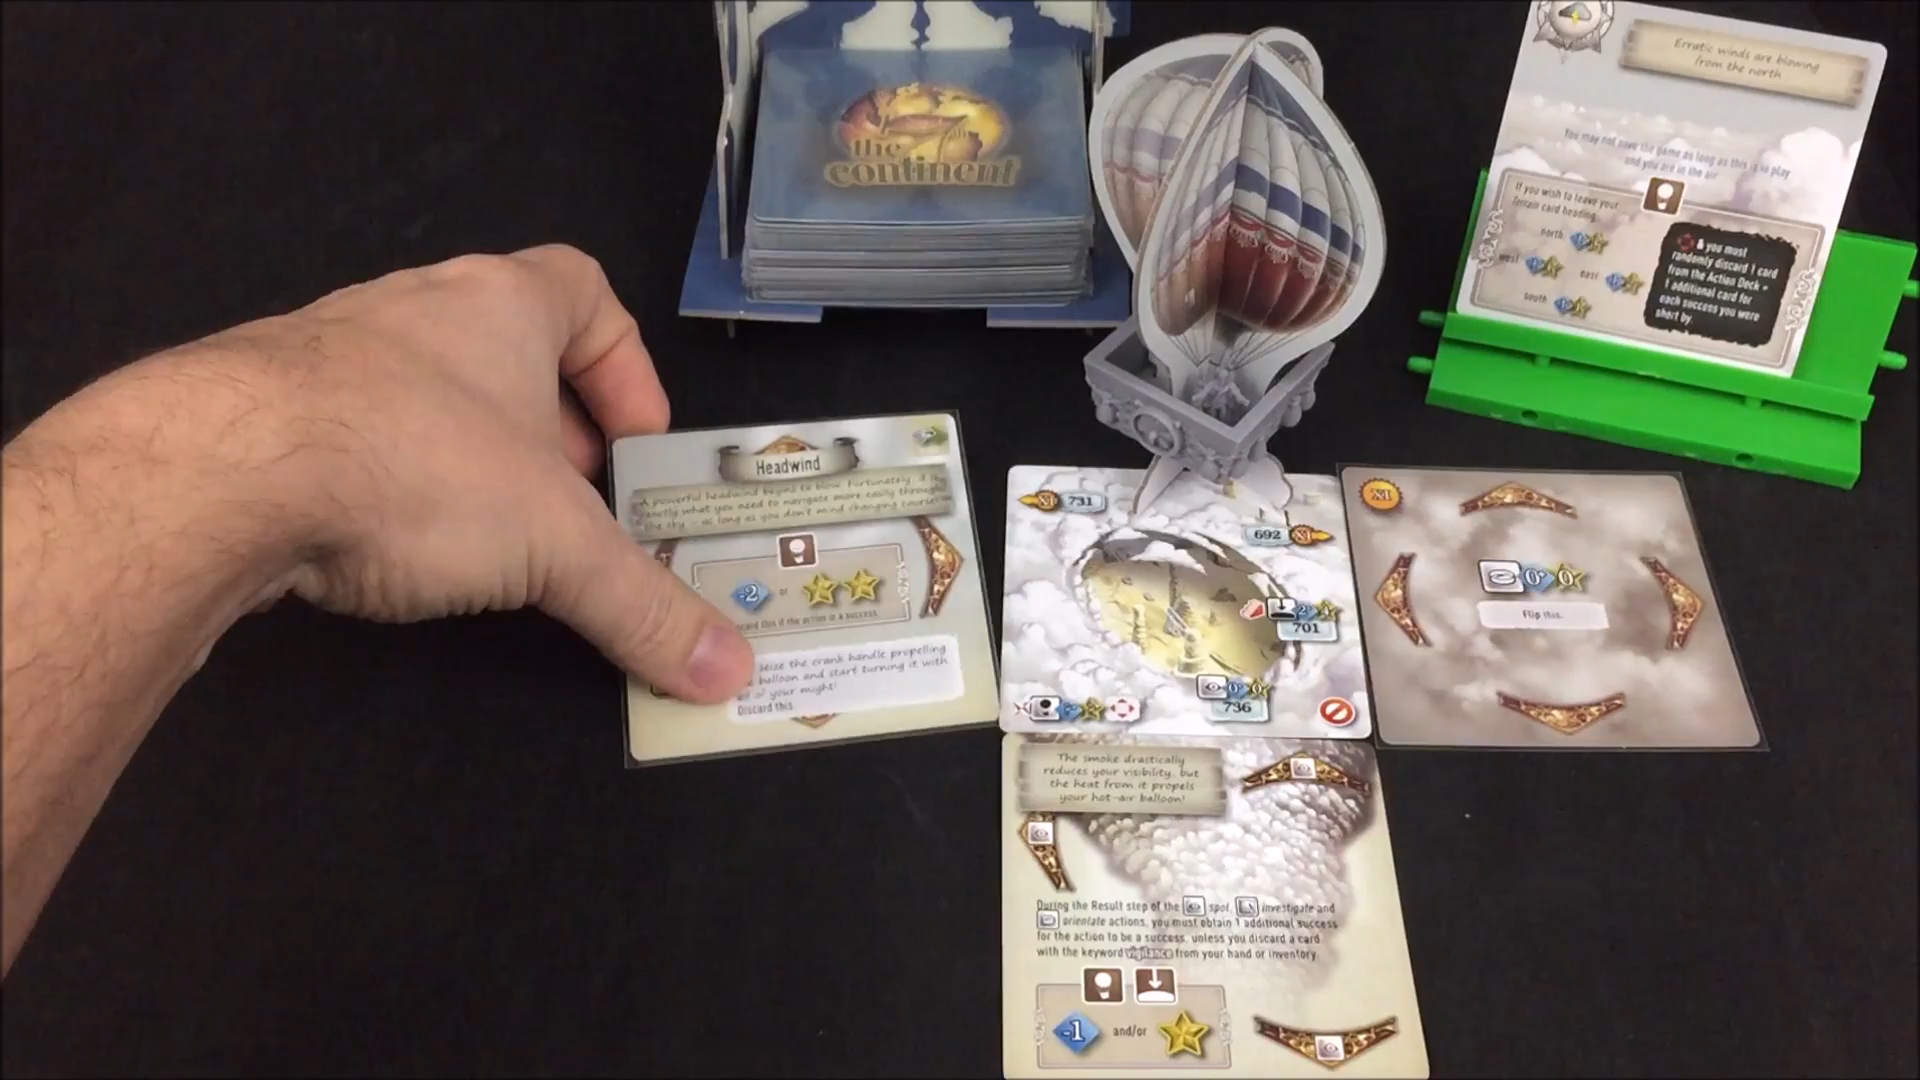 the 7th
continent
Erratic winds are blowing
from the north
You may not save the game as long as this is in play
and you are in the air
If you wish to leave your
Terrain card heading
north
west
east
south
& you must
randomly discard 1 card
from the Action Deck +
1 additional card for
each success you were
short by.
Headwind
A powerful headwind begins to blow. Fortunately, it is
exactly what you need to navigate more easily through
the sky – as long as you don't mind changing course
-2 or
card this if the action is a success.
Seize the crank handle propelling
balloon and start turning it with
of your might!
Discard this.
XI 731
692 XI
2+
701
0+ 0
736
XI
0+ 0
Flip this.
The smoke drastically
reduces your visibility, but
the heat from it propels
your hot-air balloon!
During the Result step of the spot, investigate and
orientate actions, you must obtain 1 additional success
for the action to be a success, unless you discard a card
with the keyword vigilance from your hand or inventory.
-1 and/or